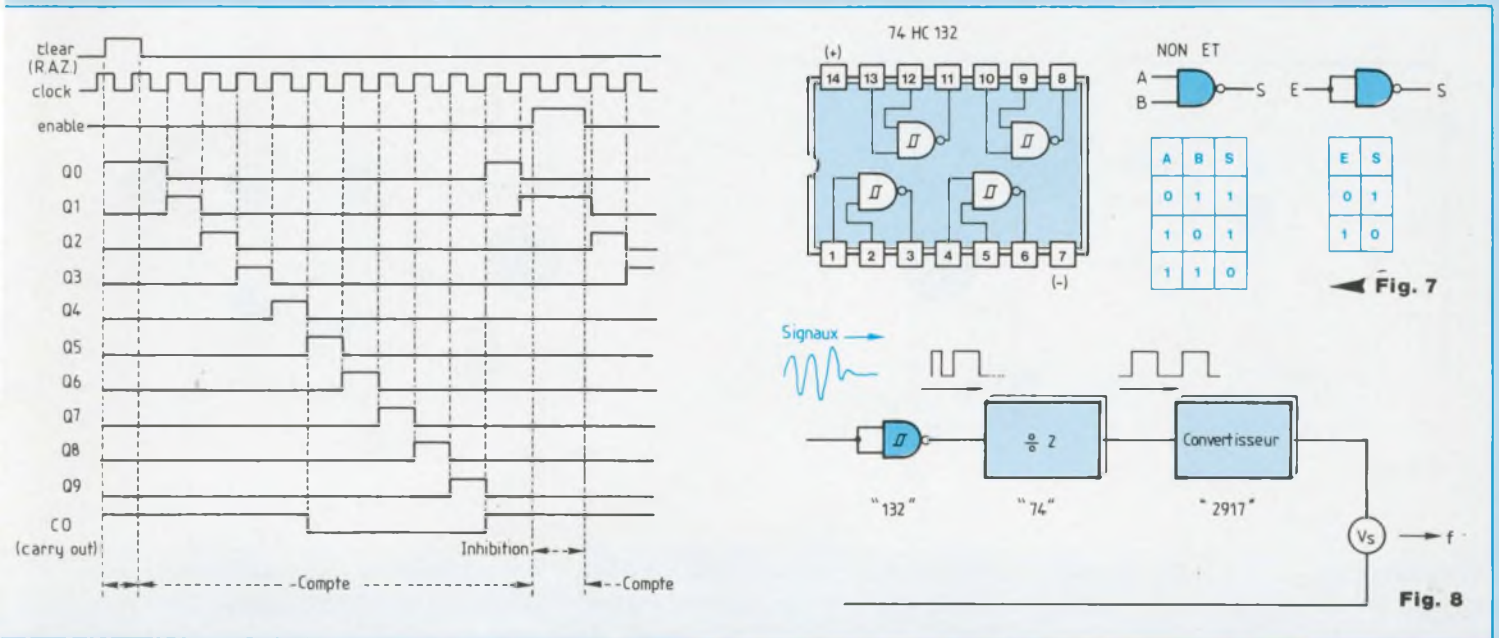 clear
(R.A.Z.)
clock
enable
Q0
Q1
Q2
Q3
Q4
Q5
Q6
Q7
Q8
Q9
C0
(carry out)
Inhibition
Compte
Compte
74 HC 132
(+)
14 13 12 11 10 9 8
1 2 3 4 5 6 7
(-)
NON ET
A
B
S
E
S
A B S
0 1 1
1 0 1
1 1 0
E S
0 1
1 0
Fig. 7
Signaux
÷ 2
Convertisseur
"132"
"74"
"2917"
Vs
f
Fig. 8